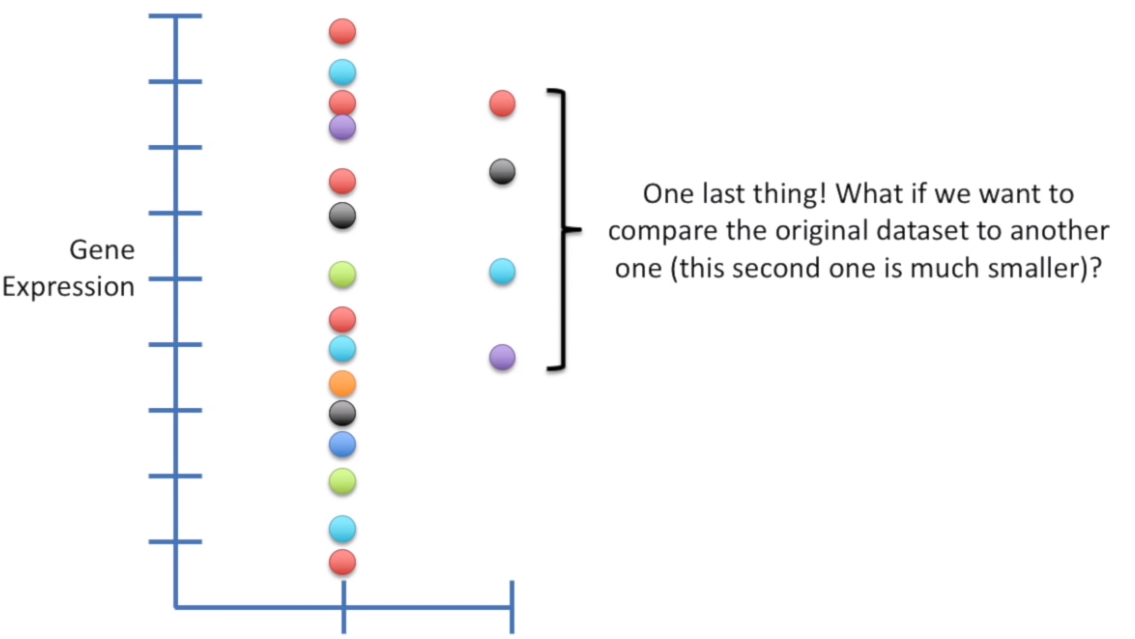 Gene
Expression
One last thing! What if we want to
compare the original dataset to another
one (this second one is much smaller)?